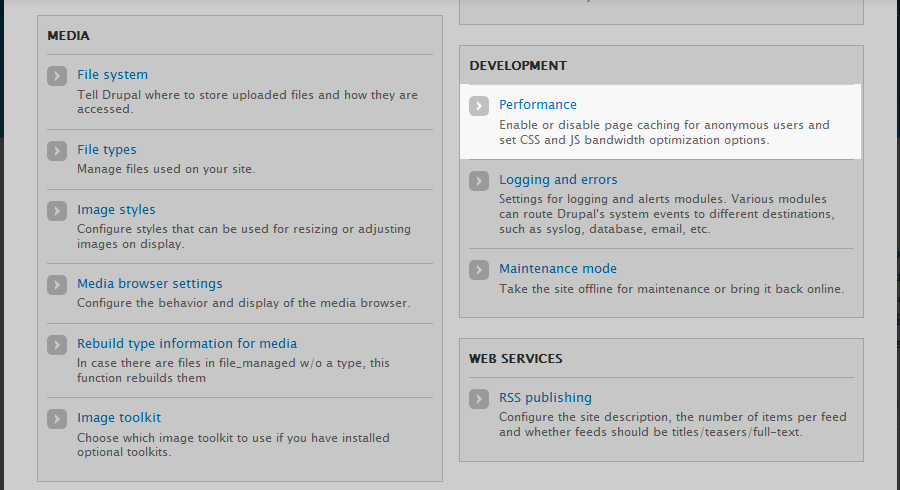 MEDIA
File system
Tell Drupal where to store uploaded files and how they are
accessed.
File types
Manage files used on your site.
Image styles
Configure styles that can be used for resizing or adjusting
images on display.
Media browser settings
Configure the behavior and display of the media browser.
Rebuild type information for media
In case there are files in file_managed w/o a type, this
function rebuilds them
Image toolkit
Choose which image toolkit to use if you have installed
optional toolkits.
DEVELOPMENT
Performance
Enable or disable page caching for anonymous users and
set CSS and JS bandwidth optimization options.
Logging and errors
Settings for logging and alerts modules. Various modules
can route Drupal's system events to different destinations,
such as syslog, database, email, etc.
Maintenance mode
Take the site offline for maintenance or bring it back online.
WEB SERVICES
RSS publishing
Configure the site description, the number of items per feed
and whether feeds should be titles/teasers/full-text.